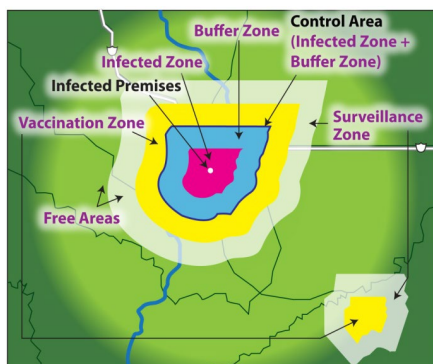 Buffer Zone
Control Area
(Infected Zone +
Buffer Zone)
Infected Zone
Infected Premises
Vaccination Zone
Surveillance
Zone
Free Areas